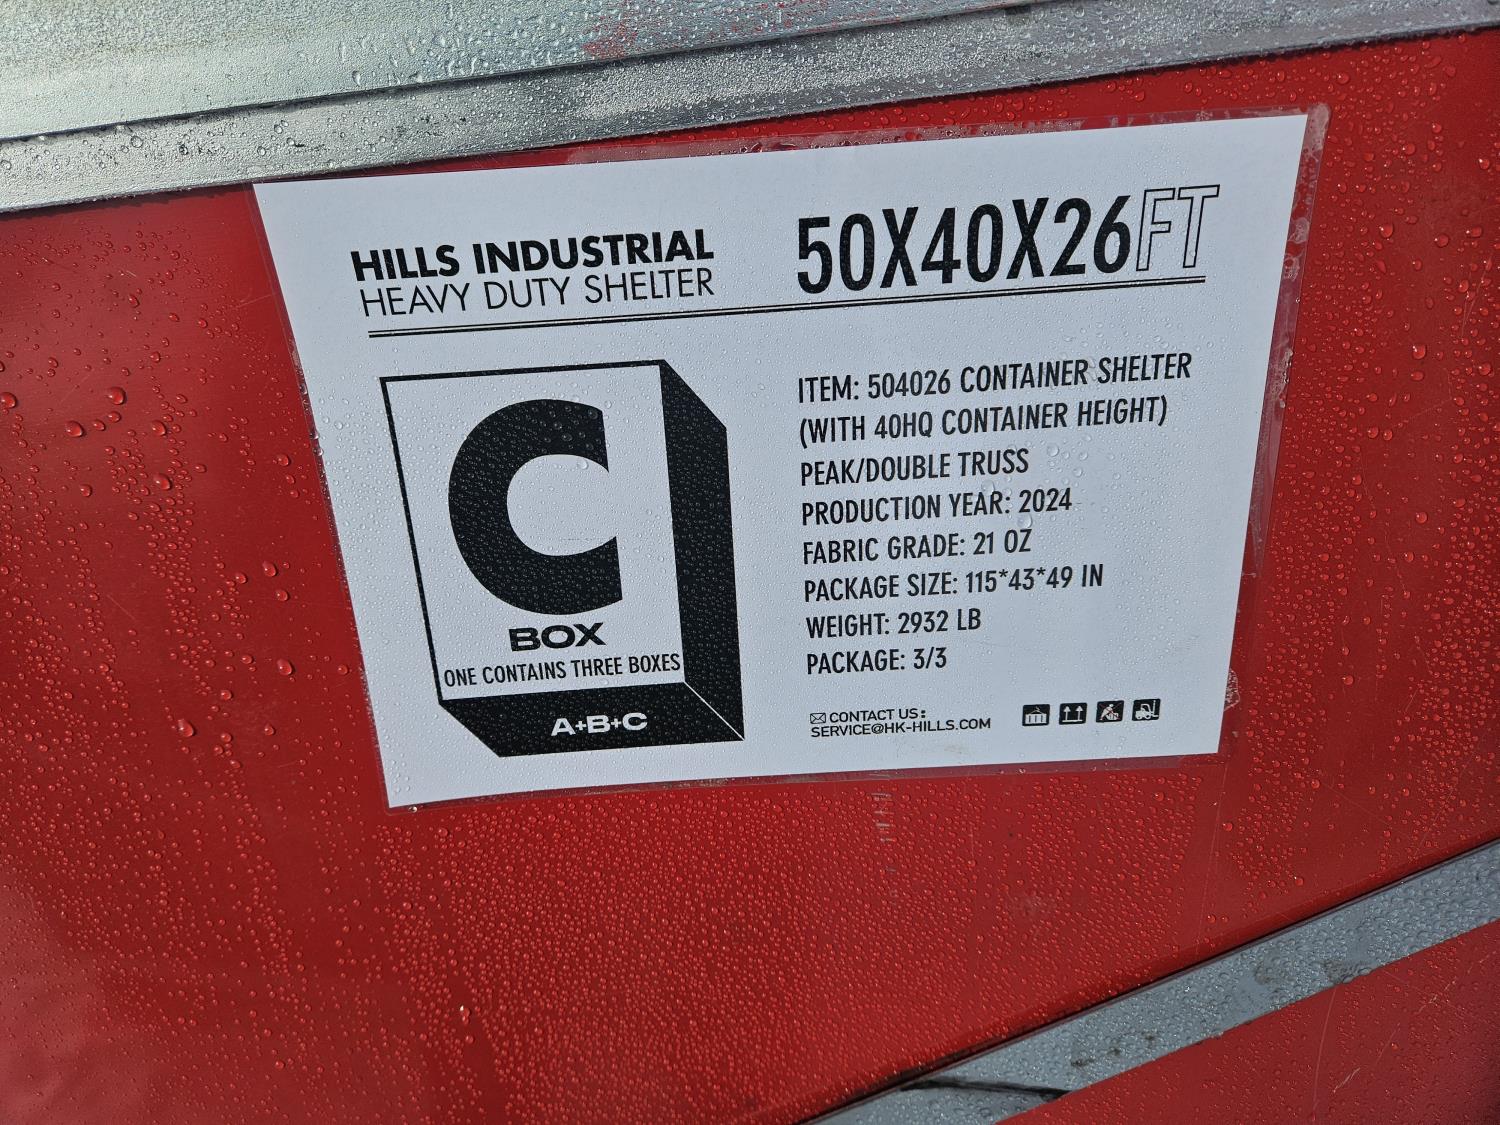 HILLS INDUSTRIAL
HEAVY DUTY SHELTER
50X40X26FT
C
BOX
ONE CONTAINS THREE BOXES
A+B+C
ITEM: 504026 CONTAINER SHELTER
(WITH 40HQ CONTAINER HEIGHT)
PEAK/DOUBLE TRUSS
PRODUCTION YEAR: 2024
FABRIC GRADE: 21 OZ
PACKAGE SIZE: 115*43*49 IN
WEIGHT: 2932 LB
PACKAGE: 3/3
CONTACT US:
SERVICE@HK-HILLS.COM